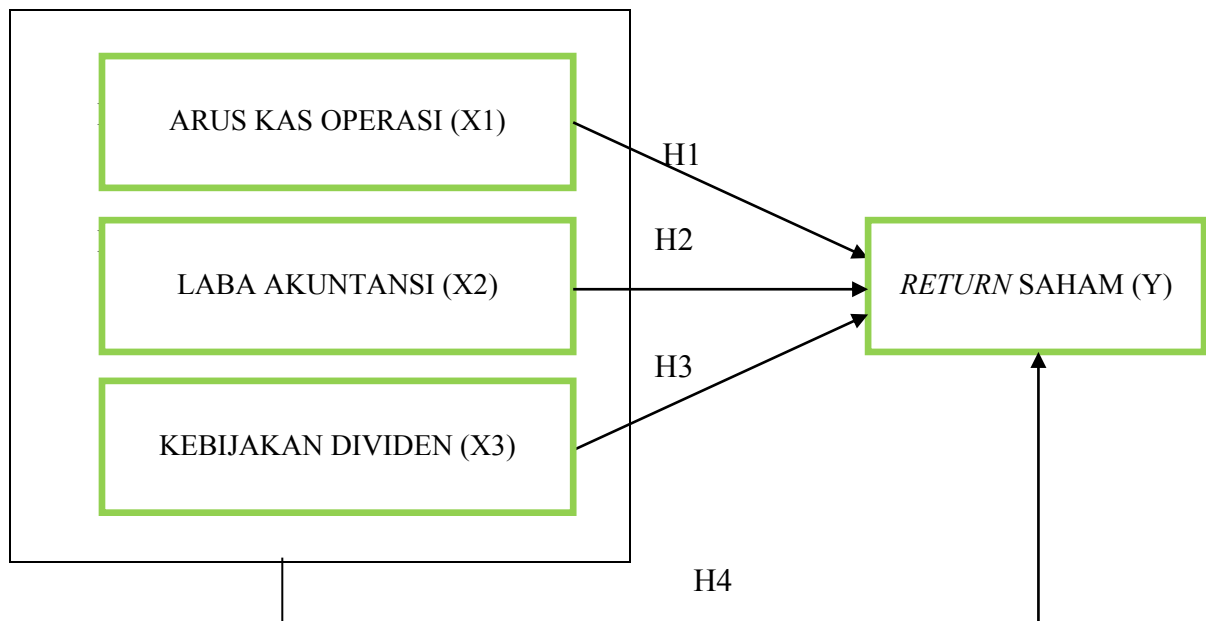 ARUS KAS OPERASI (X1)
H1
H2
LABA AKUNTANSI (X2)
RETURN SAHAM (Y)
H3
KEBIJAKAN DIVIDEN (X3)
H4